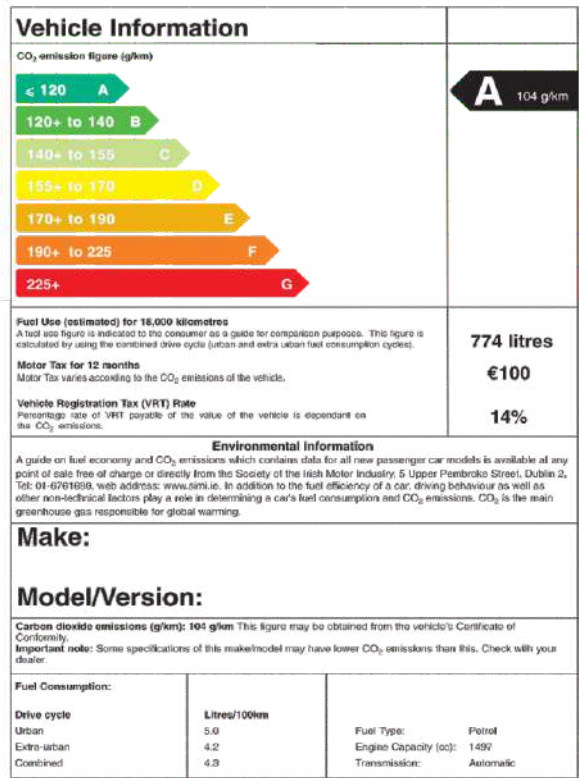 Vehicle Information
CO₂ emission figure (g/km)
⩽ 120 A
A 104 g/km
120+ to 140 B
140+ to 155 C
155+ to 170 D
170+ to 190 E
190+ to 225 F
225+ G
Fuel Use (estimated) for 18,000 kilometres
A fuel use figure is indicated to the consumer as a guide for comparison purposes. This figure is
calculated by using the combined drive cycle (urban and extra urban fuel consumption cycles).
774 litres
Motor Tax for 12 months
Motor Tax varies according to the CO₂ emissions of the vehicle.
€100
Vehicle Registration Tax (VRT) Rate
Percentage rate of VRT payable of the value of the vehicle is dependant on
the CO₂ emissions.
14%
Environmental Information
A guide on fuel economy and CO₂ emissions which contains data for all new passenger car models is available at any
point of sale free of charge or directly from the Society of the Irish Motor Industry, 5 Upper Pembroke Street, Dublin 2,
Tel: 01-6761690, web address: www.simi.ie. In addition to the fuel efficiency of a car, driving behaviour as well as
other non-technical factors play a role in determining a car's fuel consumption and CO₂ emissions. CO₂ is the main
greenhouse gas responsible for global warming.
Make:
Model/Version:
Carbon dioxide emissions (g/km): 104 g/km This figure may be obtained from the vehicle's Certificate of
Conformity.
Important note: Some specifications of this make/model may have lower CO₂ emissions than this. Check with your
dealer.
Fuel Consumption:
Drive cycle Litres/100km
Urban 5.0 Fuel Type: Petrol
Extra-urban 4.2 Engine Capacity (cc): 1497
Combined 4.3 Transmission: Automatic